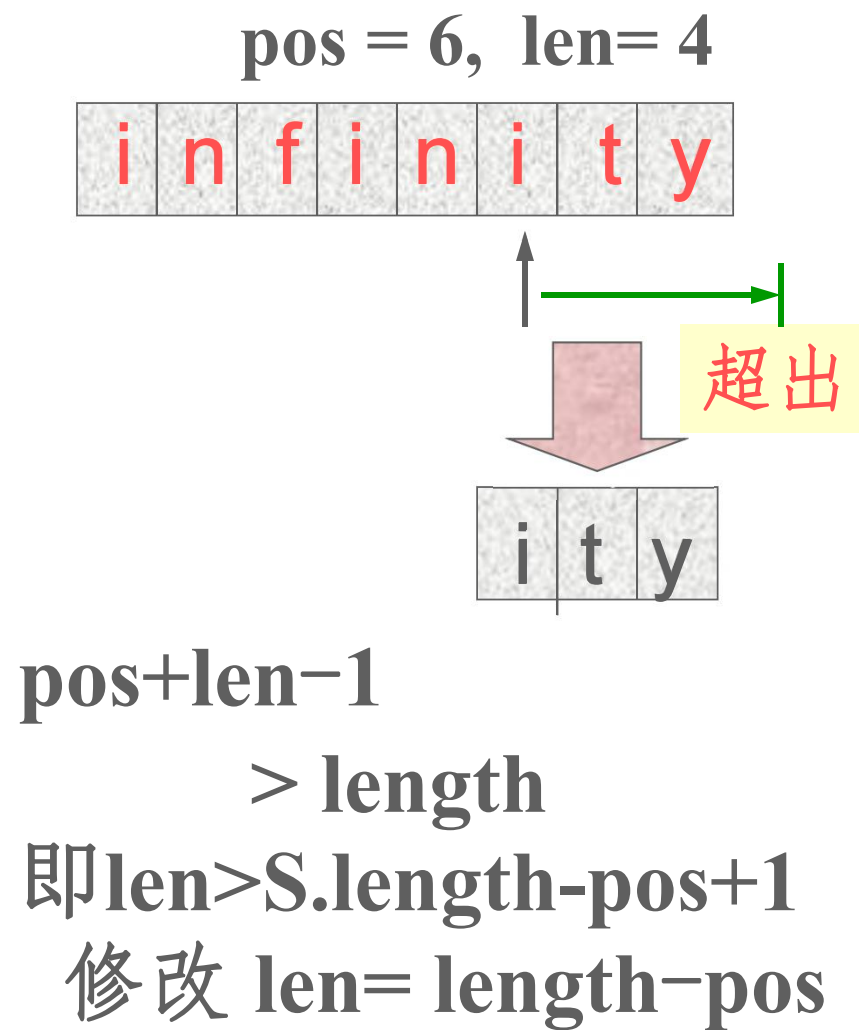 pos = 6, len= 4
i n f i n i t y
超出
i t y
pos+len−1
> length
即len>S.length-pos+1
修改 len= length−pos